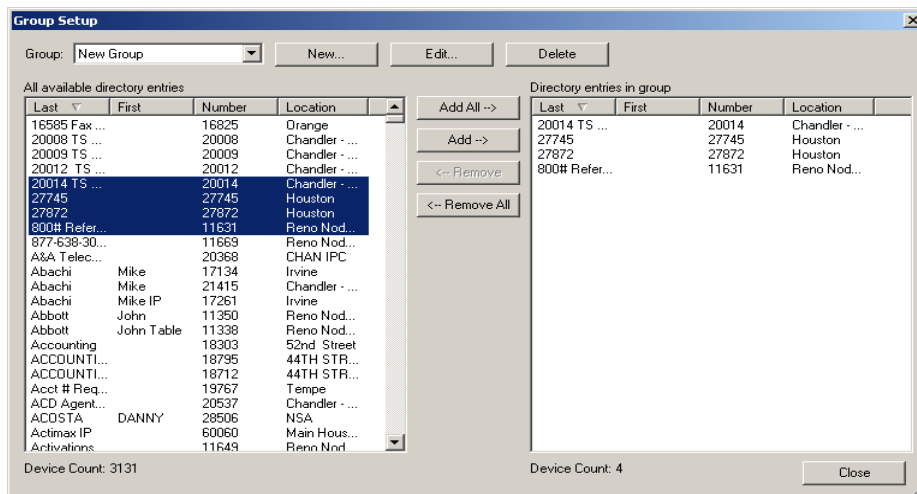 Group Setup
Group: New Group New... Edit... Delete
All available directory entries
Last First Number Location
16585 Fax ... 16825 Orange
20008 TS ... 20008 Chandler - ...
20009 TS ... 20009 Chandler - ...
20012 TS ... 20012 Chandler - ...
20014 TS ... 20014 Chandler - ...
27745 27745 Houston
27872 27872 Houston
800# Refer... 11631 Reno Nod...
877-638-30... 11669 Reno Nod...
A&A Telec... 20368 CHAN IPC
Abachi Mike 17134 Irvine
Abachi Mike 21415 Chandler - ...
Abachi Mike IP 17261 Irvine
Abbott John 11350 Reno Nod...
Abbott John Table 11338 Reno Nod...
Accounting 18303 52nd Street
ACCOUNTI... 18795 44TH STR...
ACCOUNTI... 18712 44TH STR...
Acct # Req... 19767 Tempe
ACD Agent... 20537 Chandler - ...
ACOSTA DANNY 28506 NSA
Actimax IP 60060 Main Hous...
Activations 11649 Reno Nod
Device Count: 3131
Add All -->
Add -->
<-- Remove
<-- Remove All
Directory entries in group
Last First Number Location
20014 TS ... 20014 Chandler - ...
27745 27745 Houston
27872 27872 Houston
800# Refer... 11631 Reno Nod...
Device Count: 4
Close